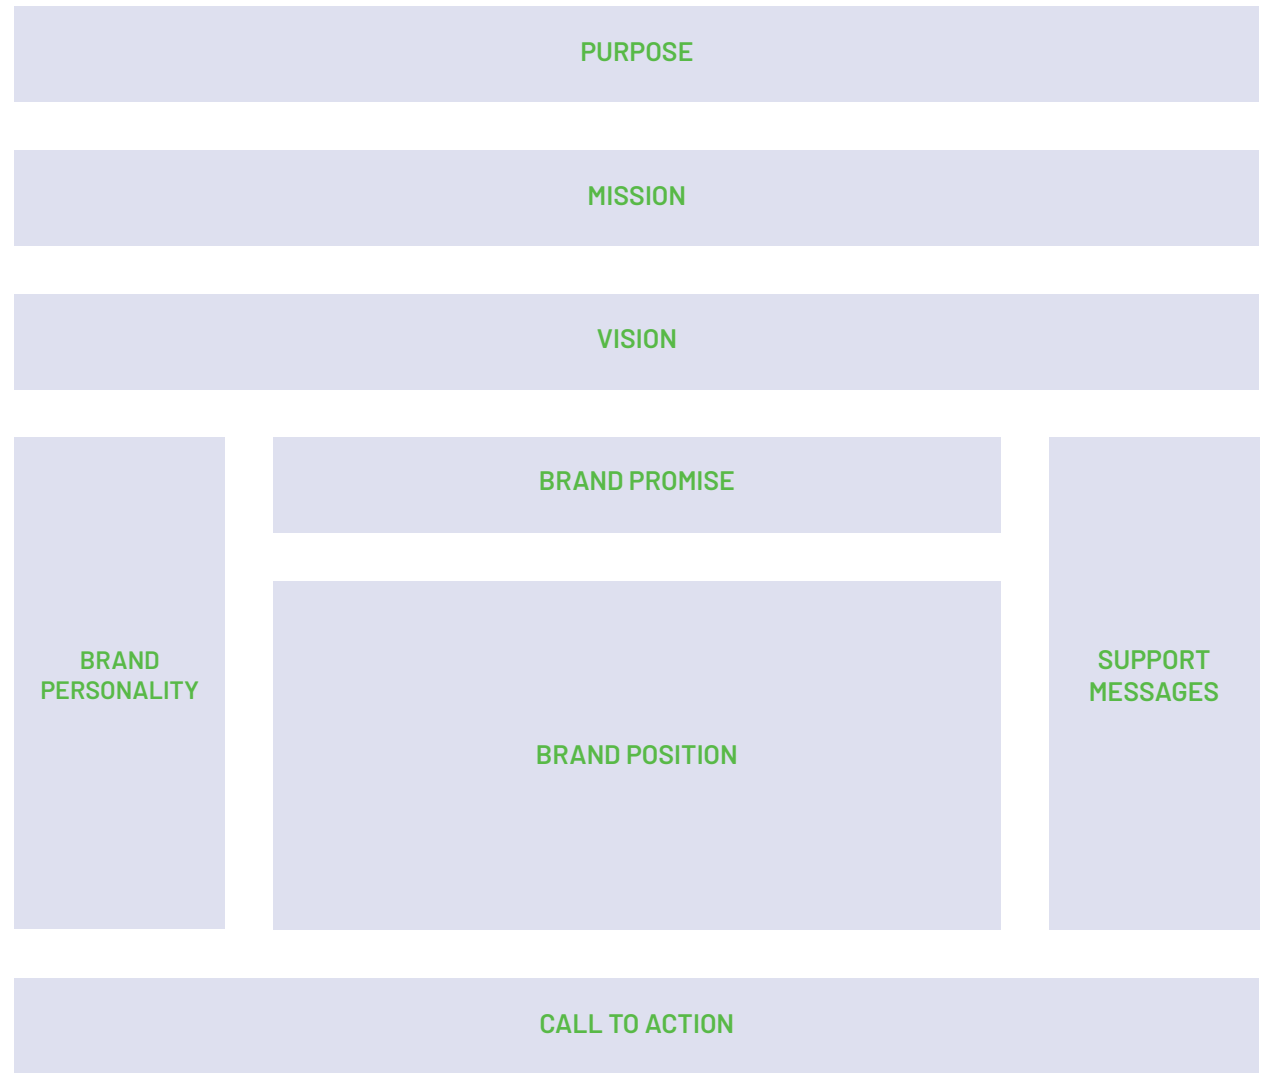 PURPOSE
MISSION
VISION
BRAND PROMISE
BRAND
PERSONALITY
BRAND POSITION
SUPPORT
MESSAGES
CALL TO ACTION